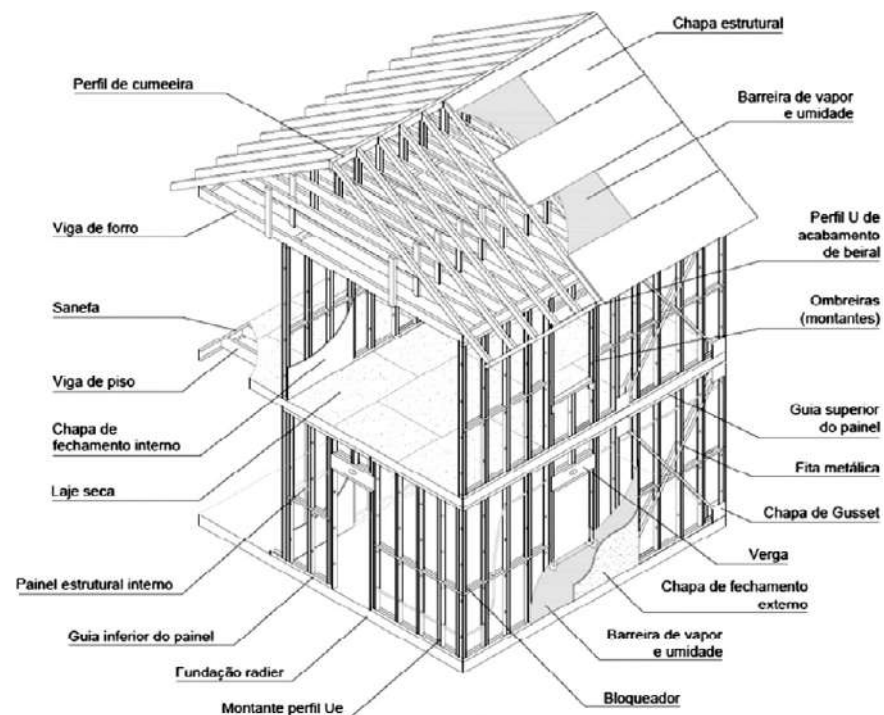 Perfil de cumeeira
Viga de forro
Sanefa
Viga de piso
Chapa de
fechamento interno
Laje seca
Painel estrutural interno
Guia inferior do painel
Fundação radier
Montante perfil Ue
Chapa estrutural
Barreira de vapor
e umidade
Perfil U de
acabamento
de beiral
Ombreiras
(montantes)
Guia superior
do painel
Fita metálica
Chapa de Gusset
Verga
Chapa de fechamento
externo
Barreira de vapor
e umidade
Bloqueador